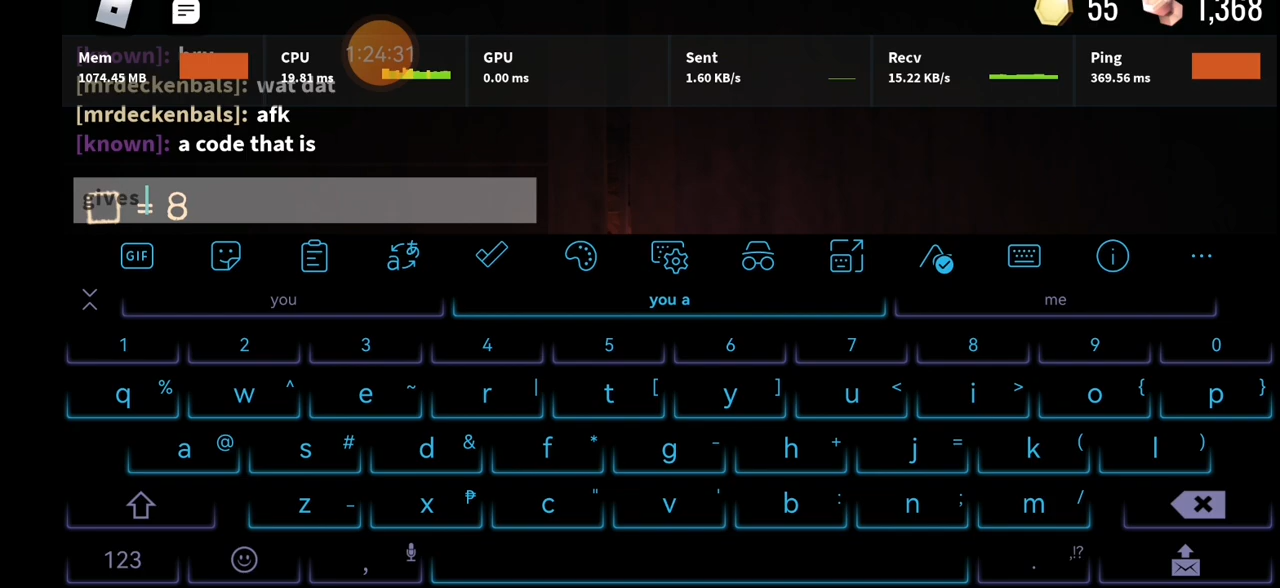 55 1,368
Mem CPU 1:24:31 GPU Sent Recv Ping
1074.45 MB 19.81 ms 0.00 ms 1.60 KB/s 15.22 KB/s 369.56 ms
[known]:
[mrdeckenbals]: wat dat
[mrdeckenbals]: afk
[known]: a code that is
gives
□ = 8
GIF
you you a me
1 2 3 4 5 6 7 8 9 0
q % w ^ e ~ r | t [ y ] u < i > o { p }
a @ s # d & f * g - h + j = k ( l )
z _ x ₱ c " v ' b : n ; m /
123 , . ,!?